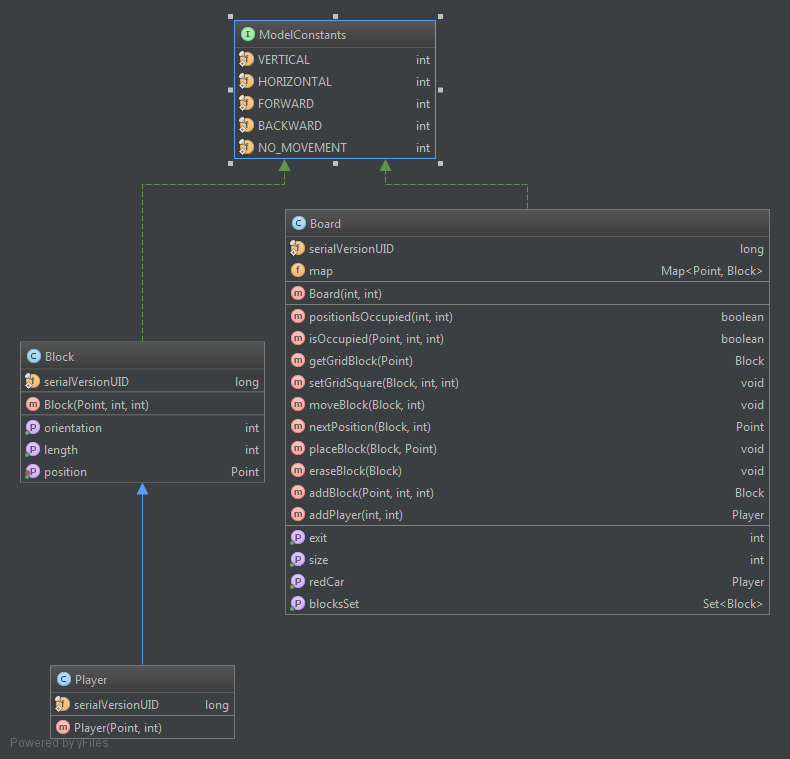 ModelConstants
VERTICAL int
HORIZONTAL int
FORWARD int
BACKWARD int
NO_MOVEMENT int
Board
serialVersionUID long
map Map<Point, Block>
Board(int, int)
positionIsOccupied(int, int) boolean
isOccupied(Point, int, int) boolean
getGridBlock(Point) Block
setGridSquare(Block, int, int) void
moveBlock(Block, int) void
nextPosition(Block, int) Point
placeBlock(Block, Point) void
eraseBlock(Block) void
addBlock(Point, int, int) Block
addPlayer(int, int) Player
exit int
size int
redCar Player
blocksSet Set<Block>
Block
serialVersionUID long
Block(Point, int, int)
orientation int
length int
position Point
Player
serialVersionUID long
Player(Point, int)
Powered by yFiles